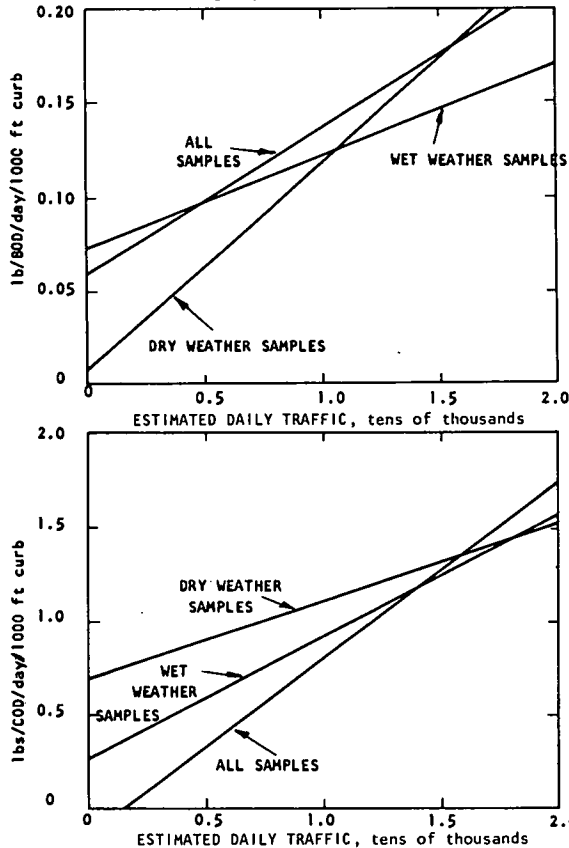 0.20
0.15
0.10
0.05
0
lb/BOD/day/100C ft curb
ALL
SAMPLES
WET WEATHER SAMPLES
DRY WEATHER SAMPLES
0
0.5
1.0
1.5
2.0
ESTIMATED DAILY TRAFFIC, tens of thousands
2.0
1.5
1.0
0.5
0
lbs/COD/day/1000 ft curb
DRY WEATHER
SAMPLES
WET
WEATHER
SAMPLES
ALL SAMPLES
0
0.5
1.0
1.5
2.0
ESTIMATED DAILY TRAFFIC, tens of thousands